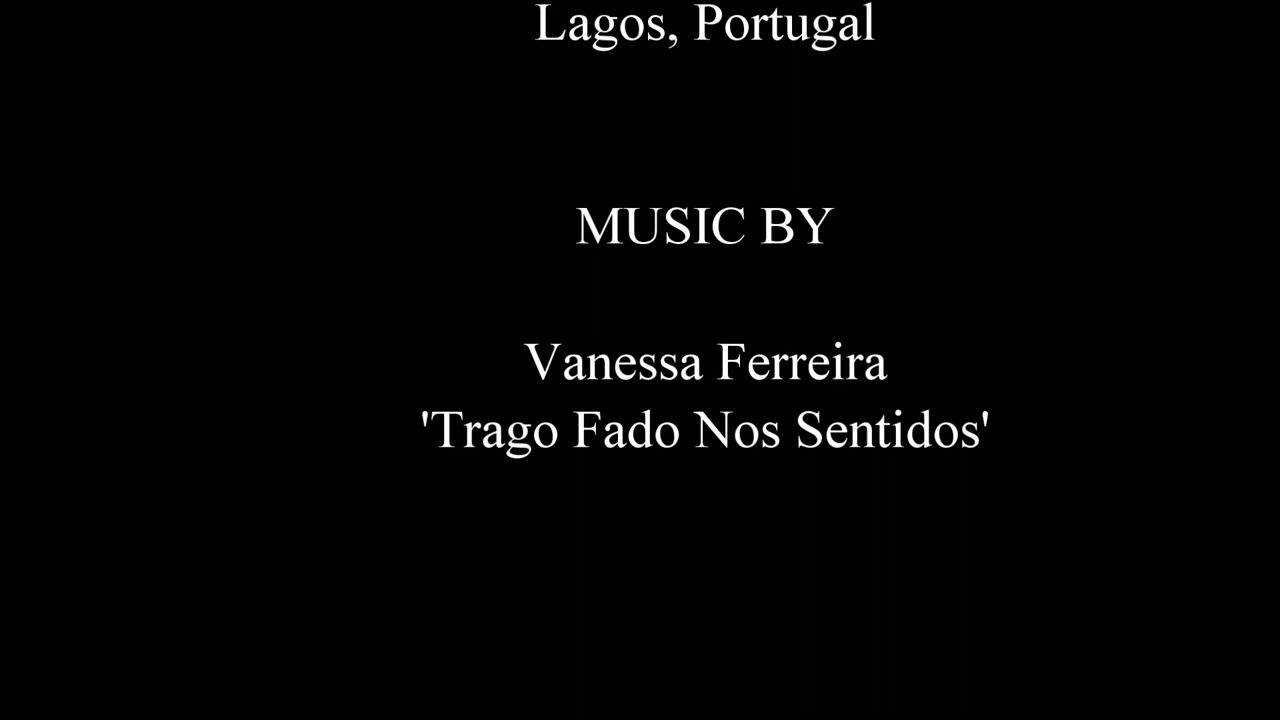 Lagos, Portugal
MUSIC BY
Vanessa Ferreira
'Trago Fado Nos Sentidos'